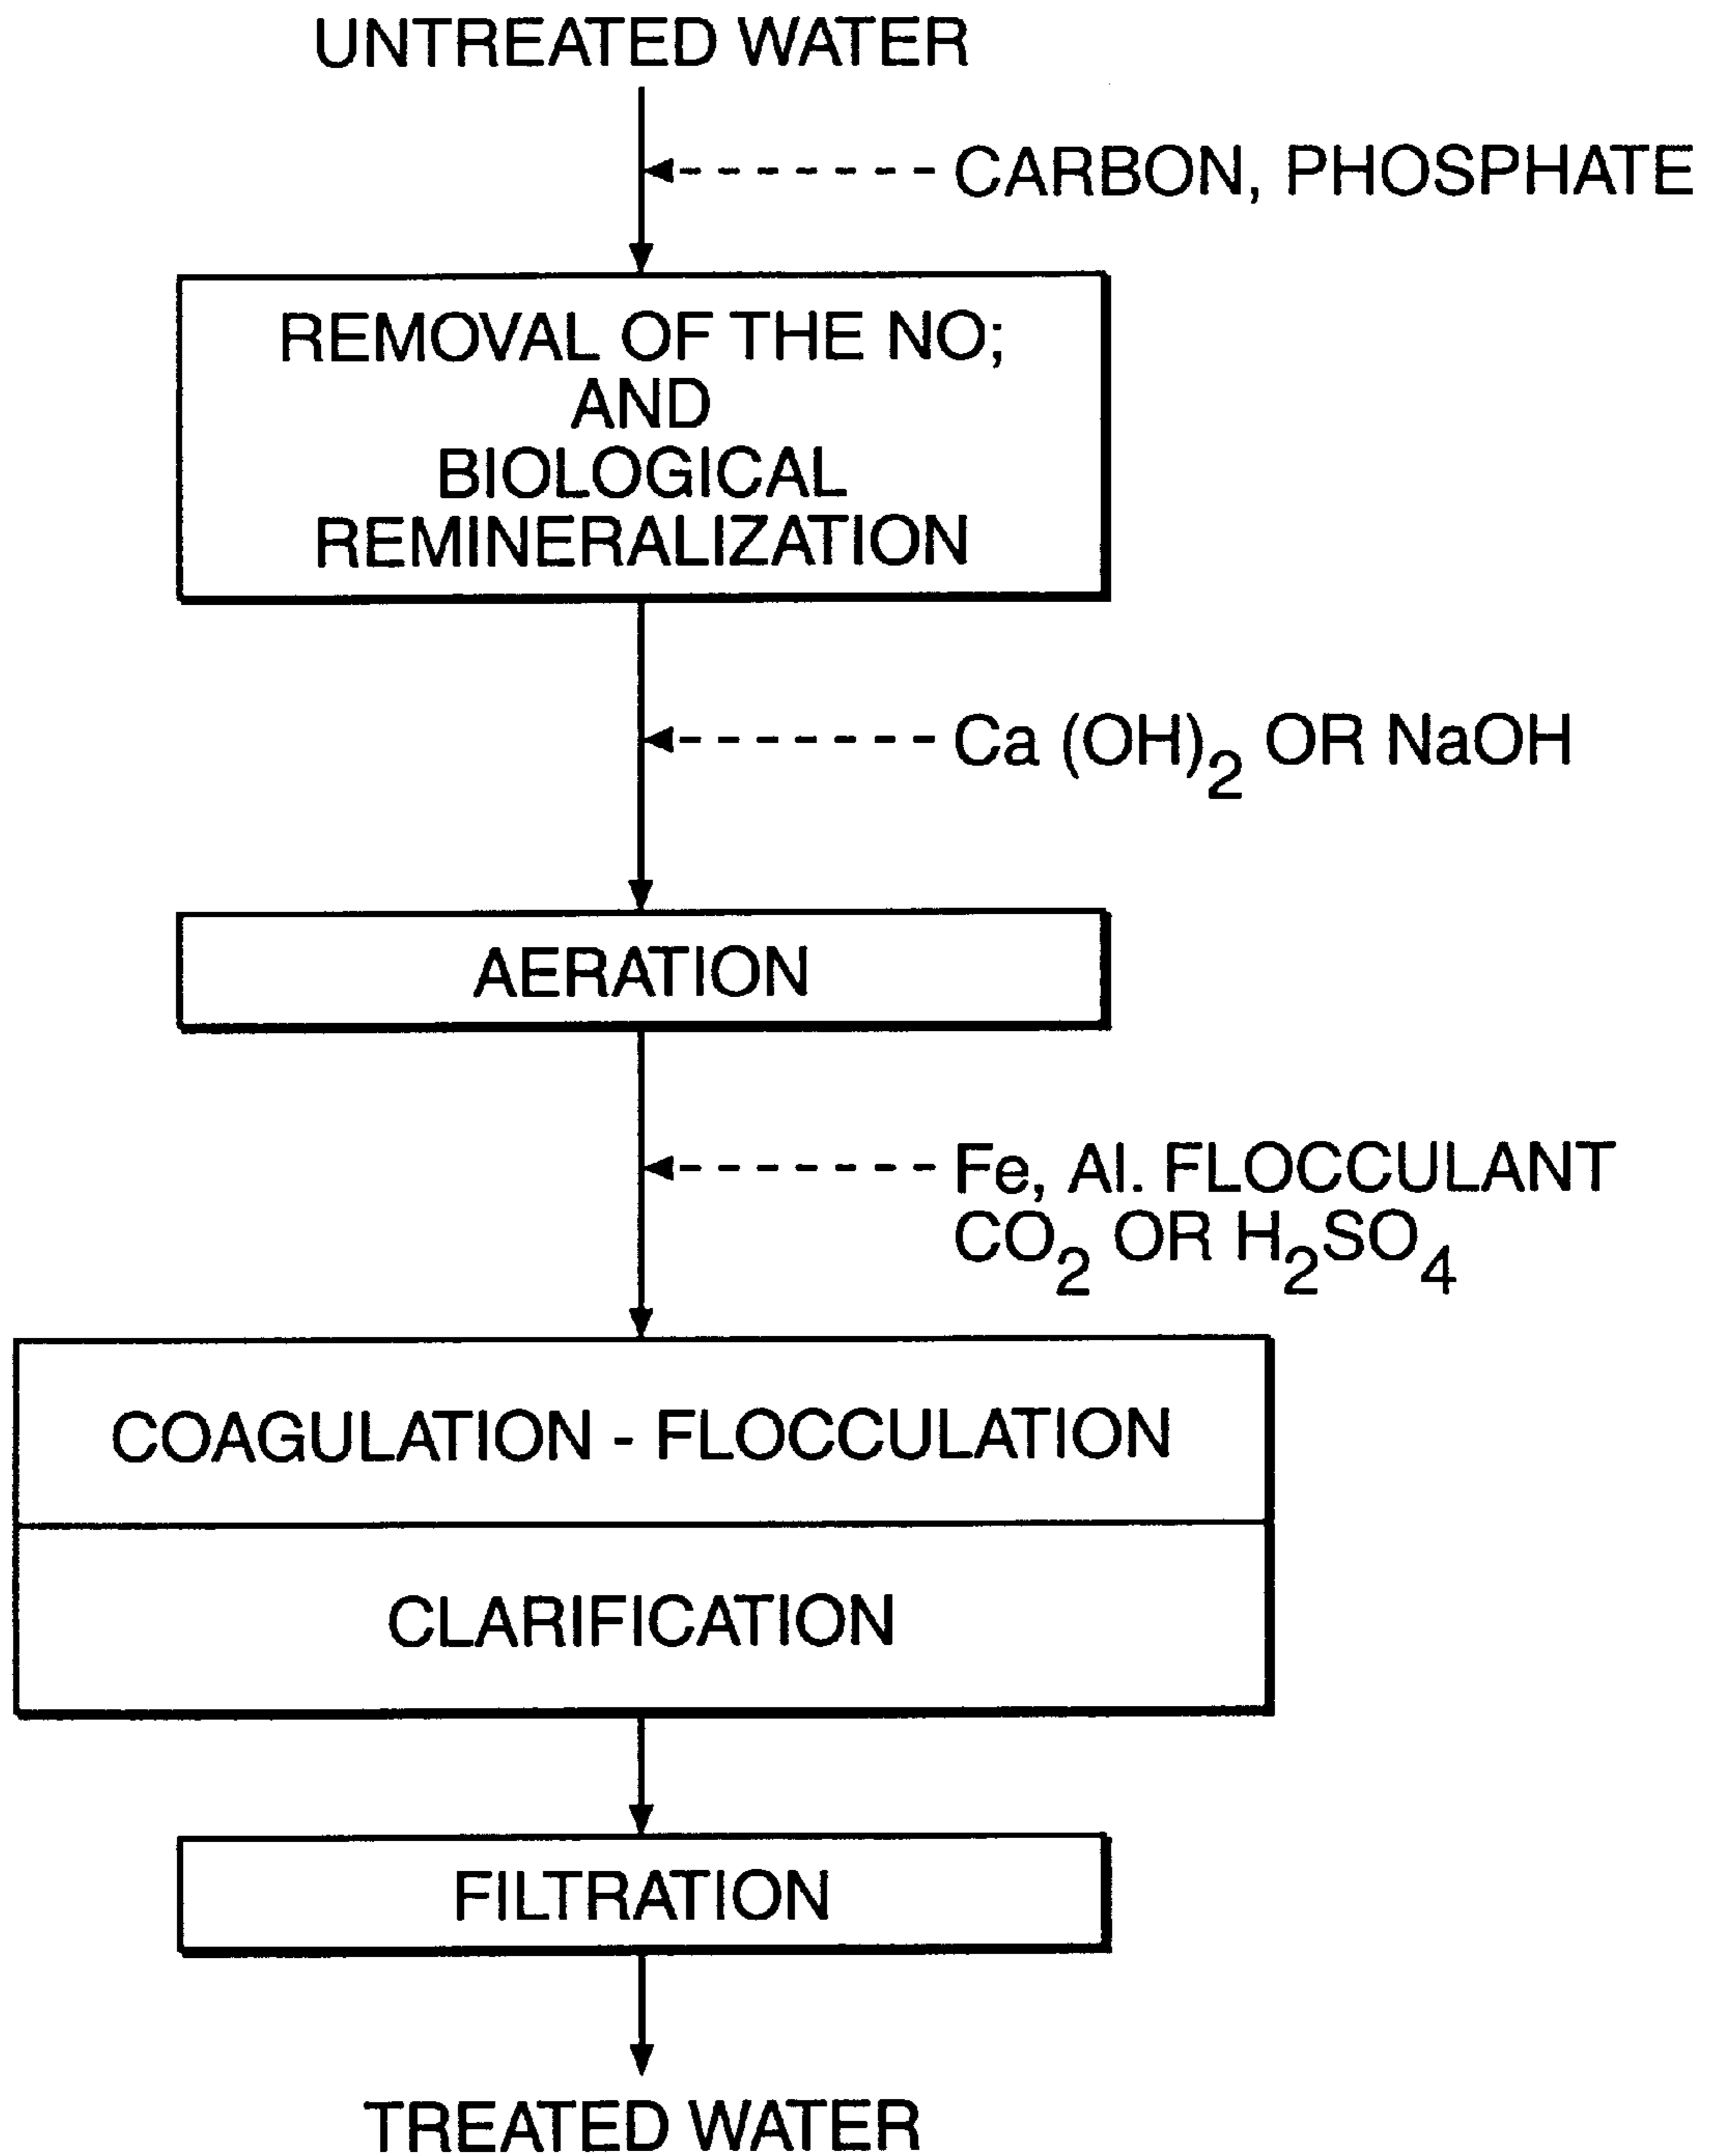 UNTREATED WATER
CARBON, PHOSPHATE
REMOVAL OF THE NO;
AND
BIOLOGICAL
REMINERALIZATION
Ca (OH)₂ OR NaOH
AERATION
Fe, Al. FLOCCULANT
CO₂ OR H₂SO₄
COAGULATION - FLOCCULATION
CLARIFICATION
FILTRATION
TREATED WATER